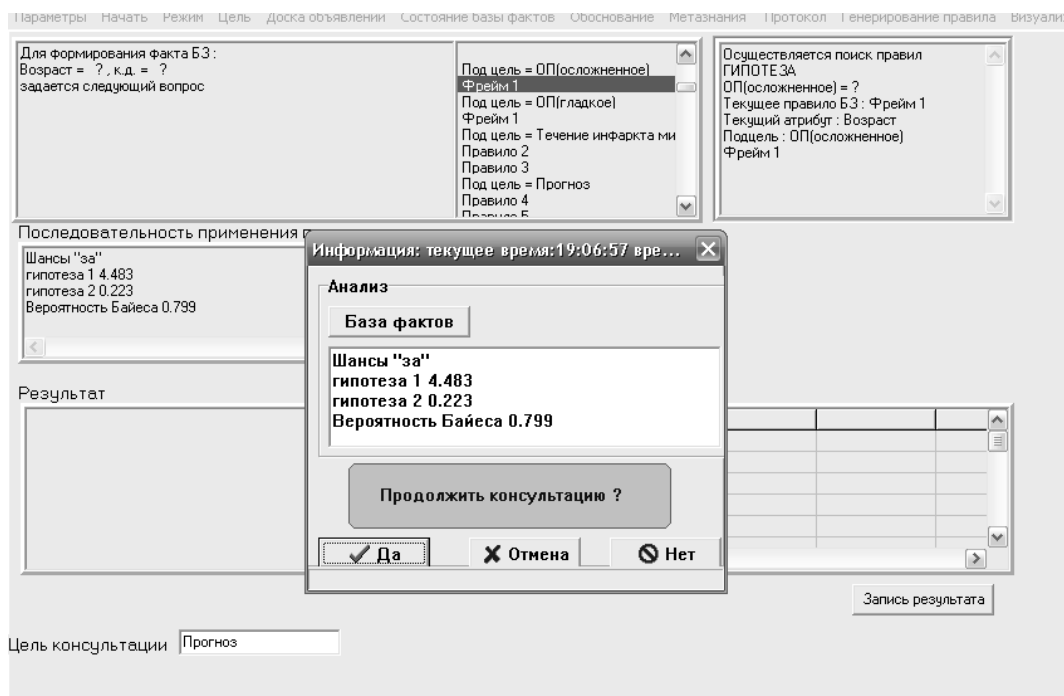 Параметры Начать Режим Цель Доска объявлений Состояние базы фактов Обоснование Метазнания Протокол Генерирование правила
Для формирования факта БЗ :
Возраст = ? , к.д. = ?
задается следующий вопрос
Под цель = ОП(осложненное)
Фрейм 1
Под цель = ОП(гладкое)
Фрейм 1
Под цель = Течение инфаркта ми
Правило 2
Правило 3
Под цель = Прогноз
Правило 4
Правило 5
Осуществляется поиск правил
ГИПОТЕЗА
ОП(осложненное) = ?
Текущее правило БЗ : Фрейм 1
Текущий атрибут : Возраст
Подцель : ОП(осложненное)
Фрейм 1
Последовательность применения
Шансы "за"
гипотеза 1 4.483
гипотеза 2 0.223
Вероятность Байеса 0.799
Информация: текущее время:19:06:57 вре...
Анализ
База фактов
Шансы "за"
гипотеза 1 4.483
гипотеза 2 0.223
Вероятность Байеса 0.799
Продолжить консультацию ?
Да Отмена Нет
Результат
Запись результата
Цель консультации Прогноз